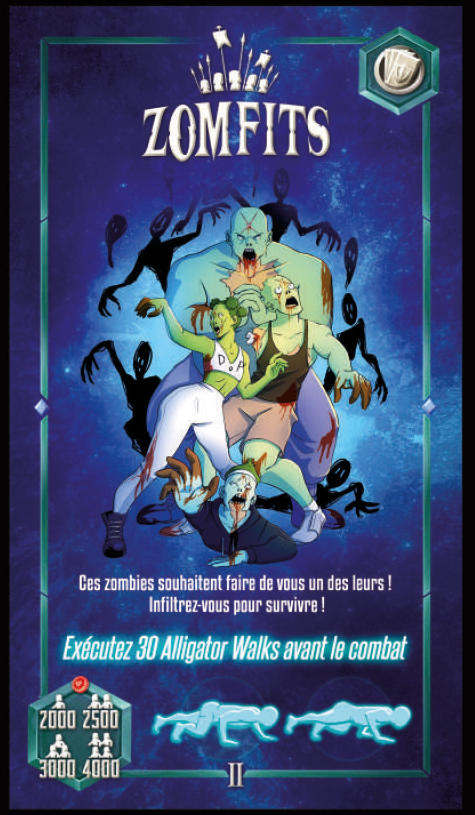 ZOMFITS
D.O.P
Ces zombies souhaitent faire de vous un des leurs !
Infiltrez-vous pour survivre !
Exécutez 30 Alligator Walks avant le combat
2000 2500
3000 4000
II